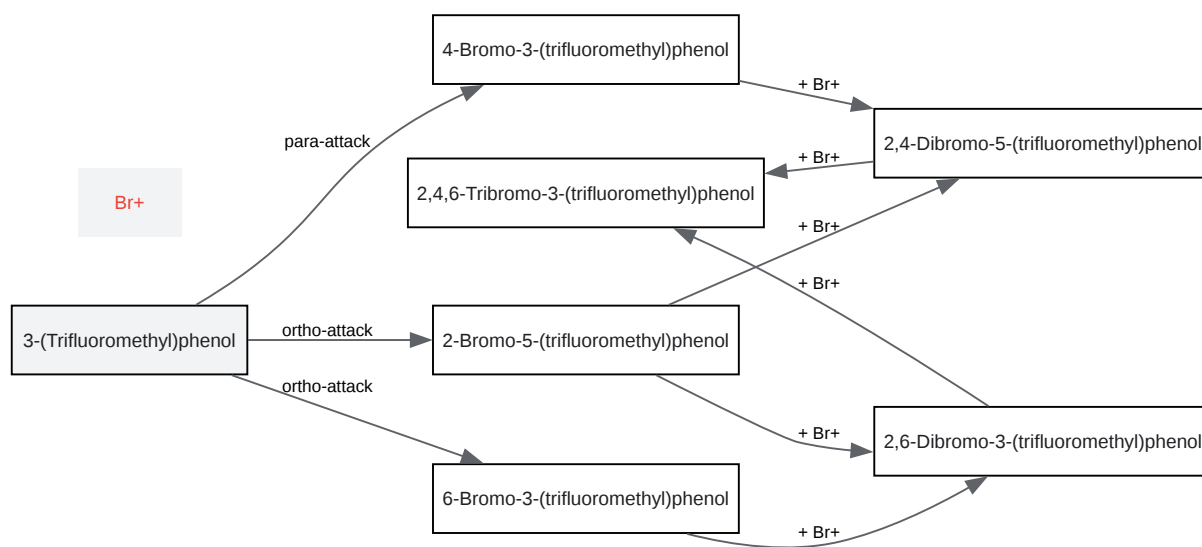 4-Bromo-3-(trifluoromethyl)phenol
+ Br+
2,4-Dibromo-5-(trifluoromethyl)phenol
para-attack
+ Br+
2,4,6-Tribromo-3-(trifluoromethyl)phenol
Br+
+ Br+
+ Br+
3-(Trifluoromethyl)phenol
ortho-attack
2-Bromo-5-(trifluoromethyl)phenol
ortho-attack
+ Br+
2,6-Dibromo-3-(trifluoromethyl)phenol
6-Bromo-3-(trifluoromethyl)phenol
+ Br+